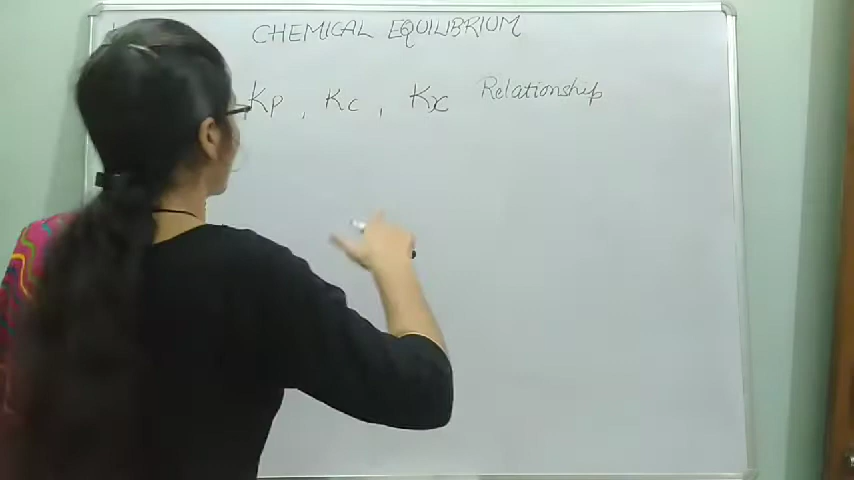 CHEMICAL EQUILIBRIUM
Kp , Kc , Kx Relationship